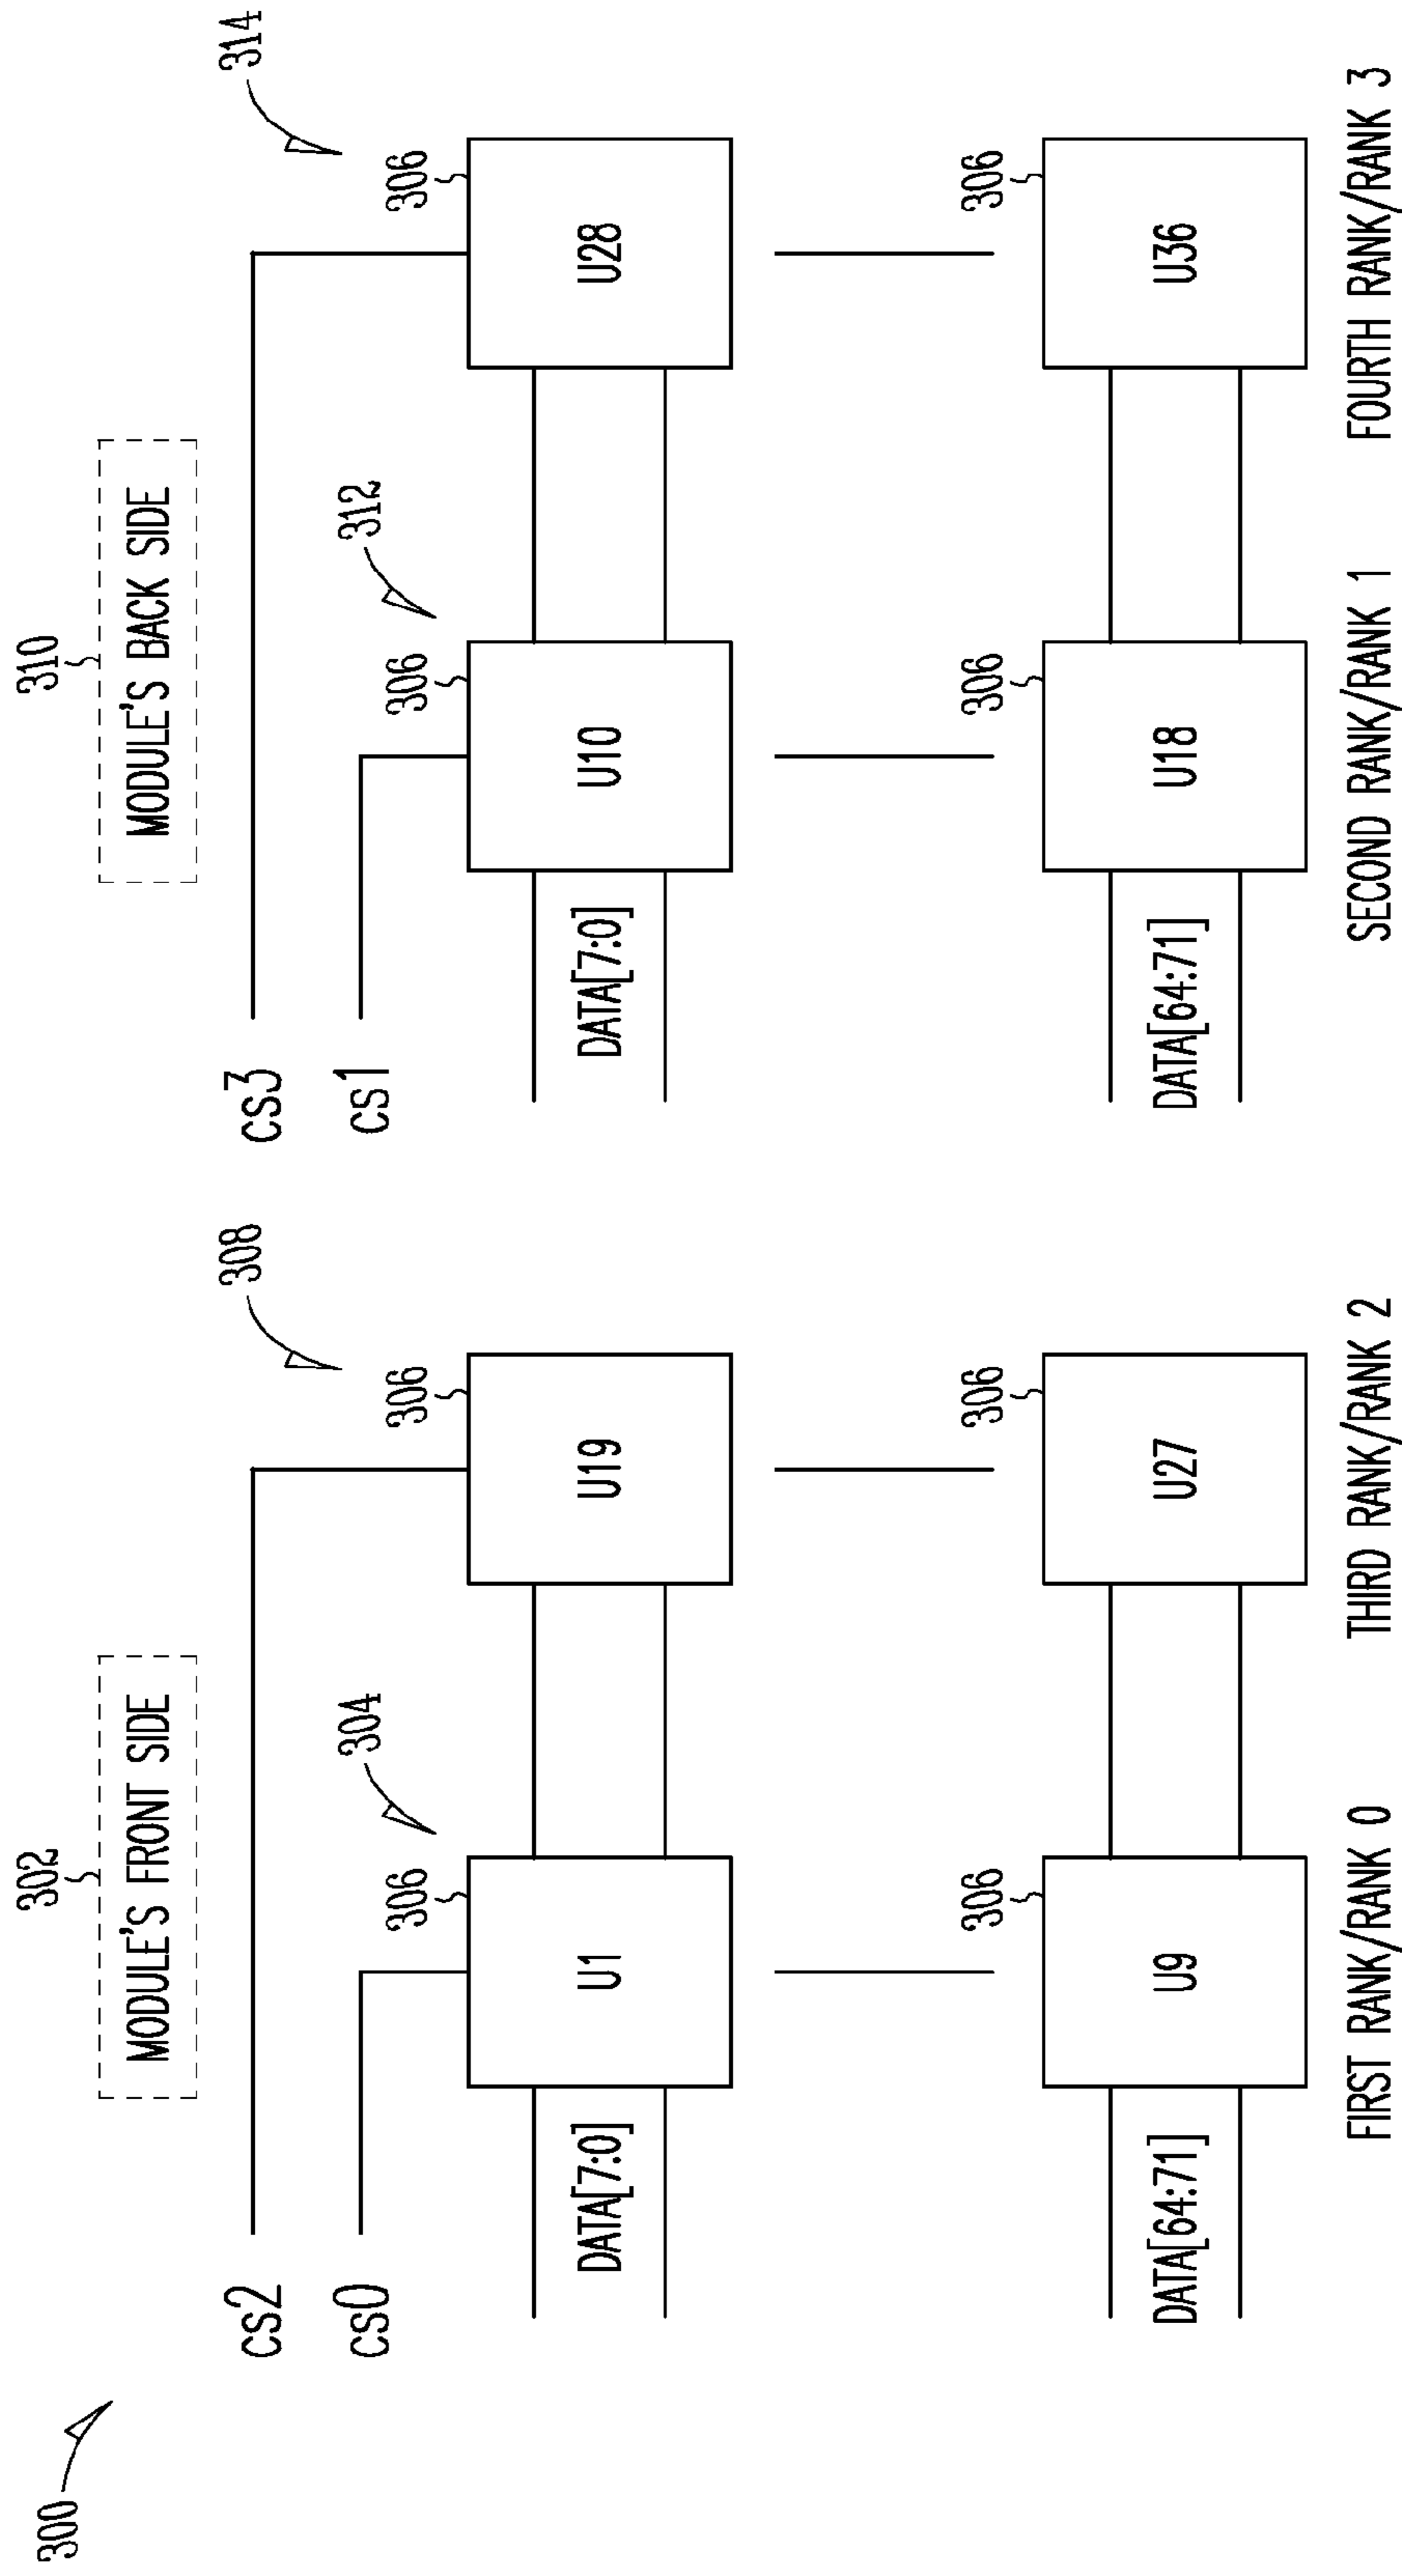 300
302
MODULE'S FRONT SIDE
310
MODULE'S BACK SIDE
308
314
cs2
cs3
304
312
cs0
cs1
306
306
306
306
DATA[7:0]
U1
U19
DATA[7:0]
U10
U28
306
306
306
306
DATA[64:71]
U9
U27
DATA[64:71]
U18
U36
FIRST RANK/RANK 0
THIRD RANK/RANK 2
SECOND RANK/RANK 1
FOURTH RANK/RANK 3